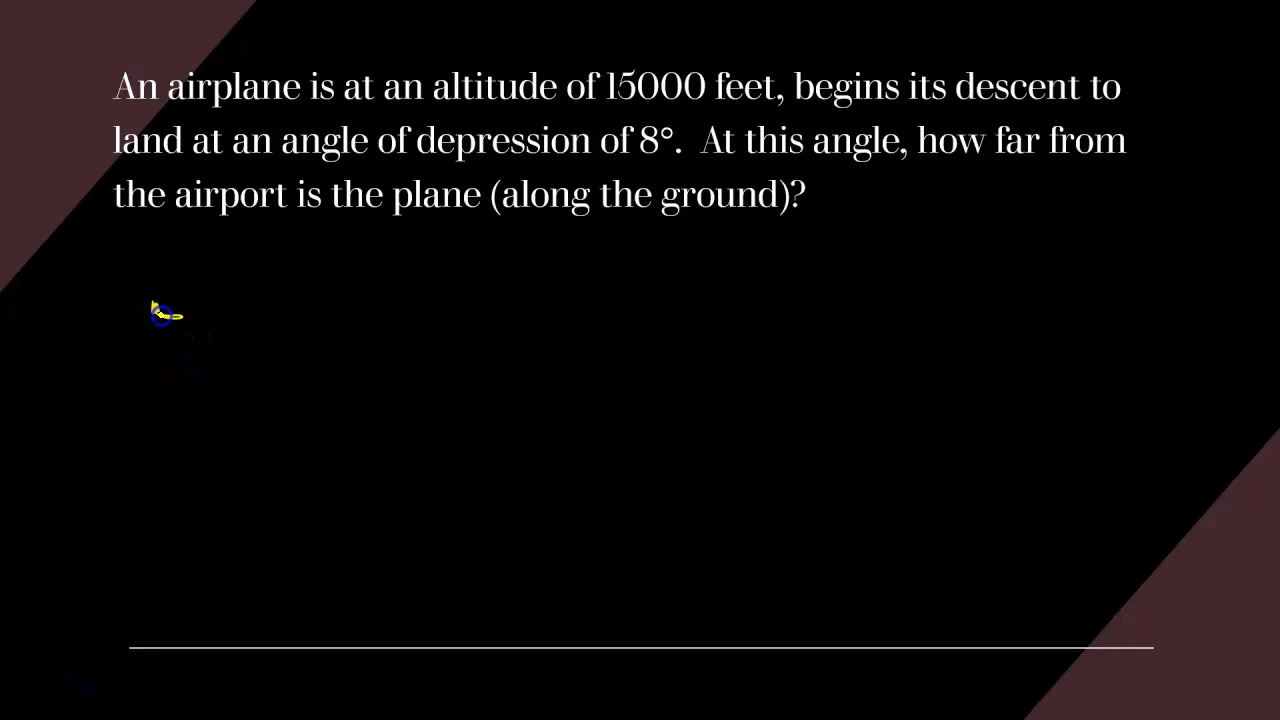 An airplane is at an altitude of 15000 feet, begins its descent to
land at an angle of depression of 8°.  At this angle, how far from
the airport is the plane (along the ground)?